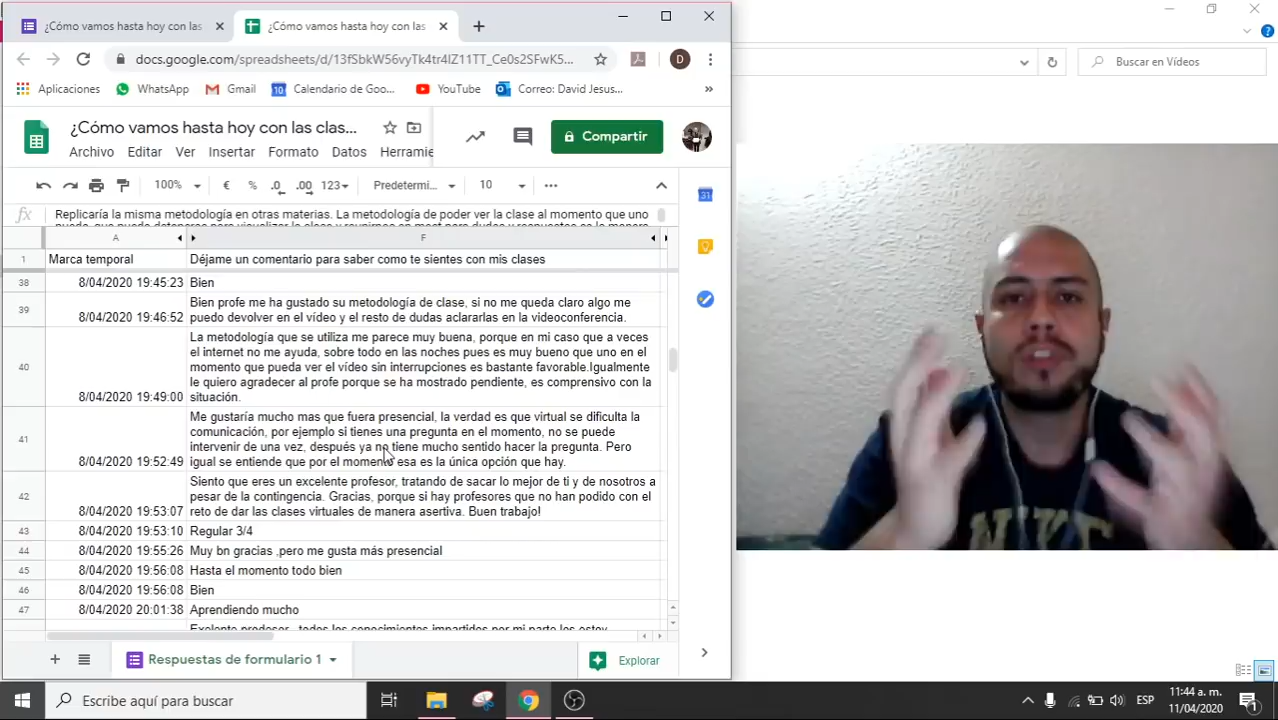 ¿Cómo vamos hasta hoy con las
¿Cómo vamos hasta hoy con las
docs.google.com/spreadsheets/d/13fSbkW56vyTk4tr4IZ11TT_Ce0s2SFwK5...
D
Buscar en Vídeos
Aplicaciones
WhatsApp
Gmail
Calendario de Goo...
YouTube
Correo: David Jesus...
»
¿Cómo vamos hasta hoy con las clas...
Compartir
Archivo Editar Ver Insertar Formato Datos Herramie
100% € % .0 .00 123 Predetermi... 10 ...
31
fx Replicaría la misma metodología en otras materias. La metodología de poder ver la clase al momento que uno
A F
1 Marca temporal Déjame un comentario para saber como te sientes con mis clases
38 8/04/2020 19:45:23 Bien
Bien profe me ha gustado su metodología de clase, si no me queda claro algo me
39 8/04/2020 19:46:52 puedo devolver en el vídeo y el resto de dudas aclararlas en la videoconferencia.
La metodología que se utiliza me parece muy buena, porque en mi caso que a veces
el internet no me ayuda, sobre todo en las noches pues es muy bueno que uno en el
40 momento que pueda ver el vídeo sin interrupciones es bastante favorable.Igualmente
le quiero agradecer al profe porque se ha mostrado pendiente, es comprensivo con la
8/04/2020 19:49:00 situación.
Me gustaría mucho mas que fuera presencial, la verdad es que virtual se dificulta la
comunicación, por ejemplo si tienes una pregunta en el momento, no se puede
41 intervenir de una vez, después ya no tiene mucho sentido hacer la pregunta. Pero
8/04/2020 19:52:49 igual se entiende que por el momento esa es la única opción que hay.
Siento que eres un excelente profesor, tratando de sacar lo mejor de ti y de nosotros a
42 pesar de la contingencia. Gracias, porque si hay profesores que no han podido con el
8/04/2020 19:53:07 reto de dar las clases virtuales de manera asertiva. Buen trabajo!
43 8/04/2020 19:53:10 Regular 3/4
44 8/04/2020 19:55:26 Muy bn gracias ,pero me gusta más presencial
45 8/04/2020 19:56:08 Hasta el momento todo bien
46 8/04/2020 19:56:08 Bien
47 8/04/2020 20:01:38 Aprendiendo mucho
Respuestas de formulario 1
Explorar
Escribe aquí para buscar
ESP
11:44 a. m.
11/04/2020
1